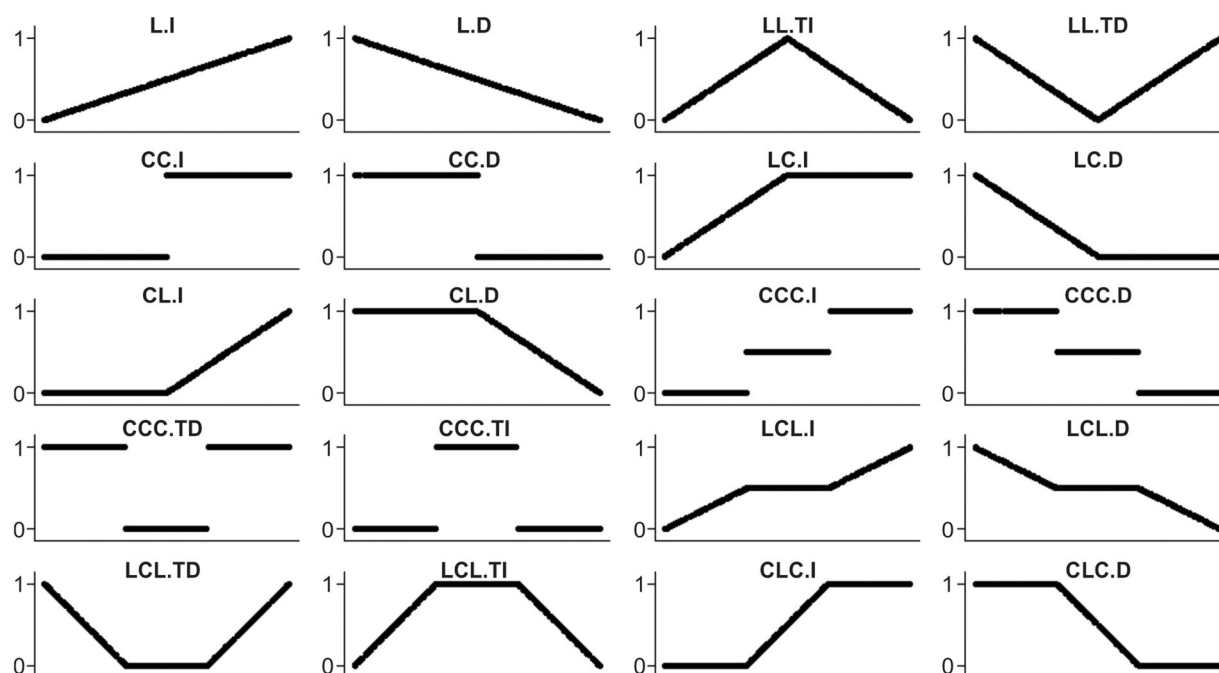 L.I L.D LL.TI LL.TD
1 1 1 1
0 0 0 0
CC.I CC.D LC.I LC.D
1 1 1 1
0 0 0 0
CL.I CL.D CCC.I CCC.D
1 1 1 1
0 0 0 0
CCC.TD CCC.TI LCL.I LCL.D
1 1 1 1
0 0 0 0
LCL.TD LCL.TI CLC.I CLC.D
1 1 1 1
0 0 0 0